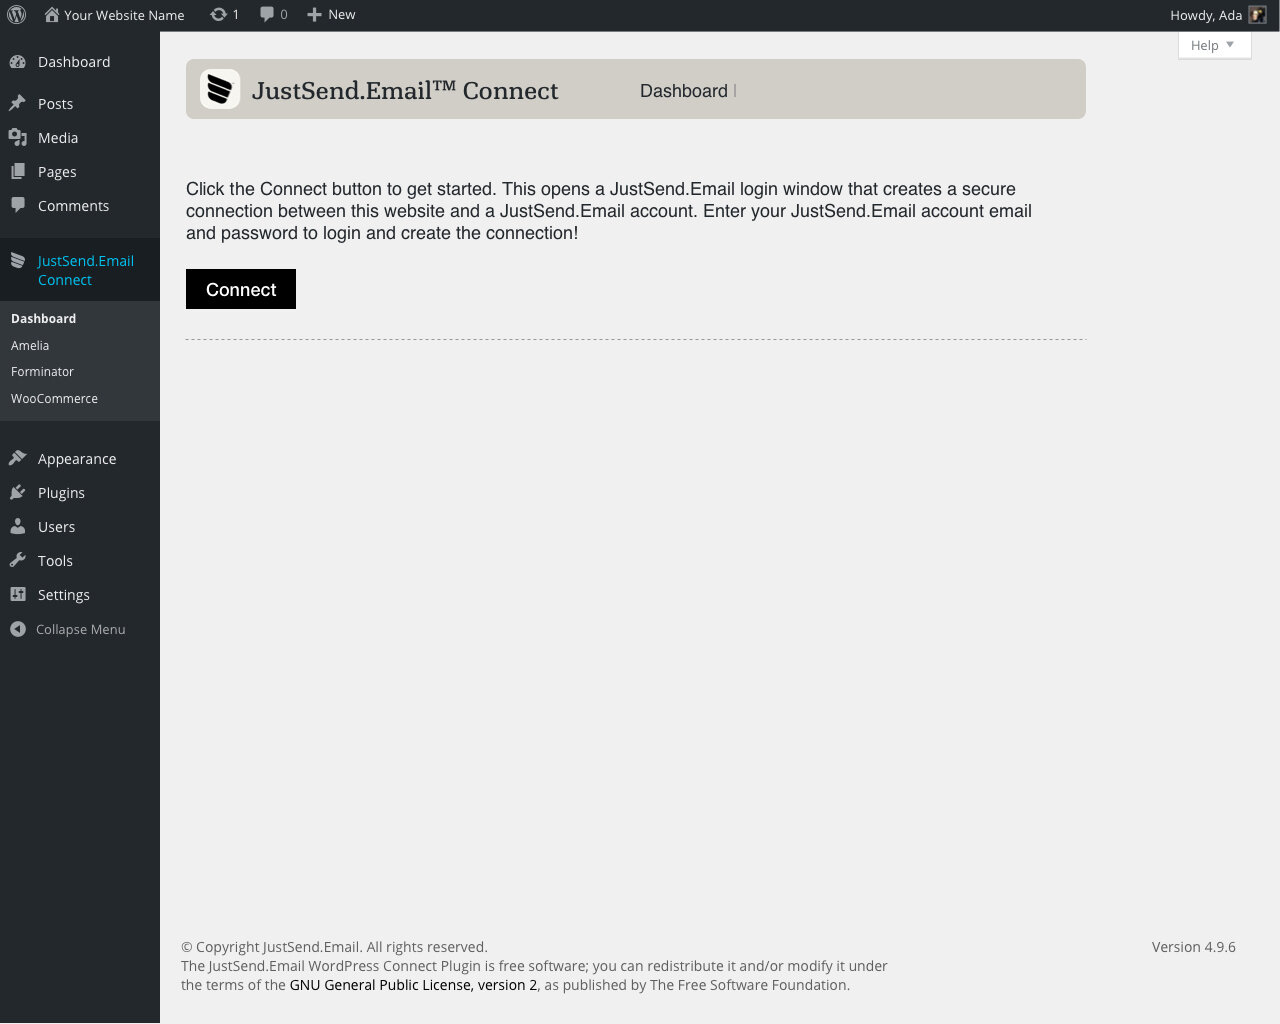 Your Website Name 1 0 New Howdy, Ada
Help
Dashboard
Posts
Media
Pages
Comments
JustSend.Email
Connect
Dashboard
Amelia
Forminator
WooCommerce
Appearance
Plugins
Users
Tools
Settings
Collapse Menu
JustSend.Email™ Connect Dashboard |
Click the Connect button to get started. This opens a JustSend.Email login window that creates a secure
connection between this website and a JustSend.Email account. Enter your JustSend.Email account email
and password to login and create the connection!
Connect
© Copyright JustSend.Email. All rights reserved. Version 4.9.6
The JustSend.Email WordPress Connect Plugin is free software; you can redistribute it and/or modify it under
the terms of the GNU General Public License, version 2, as published by The Free Software Foundation.